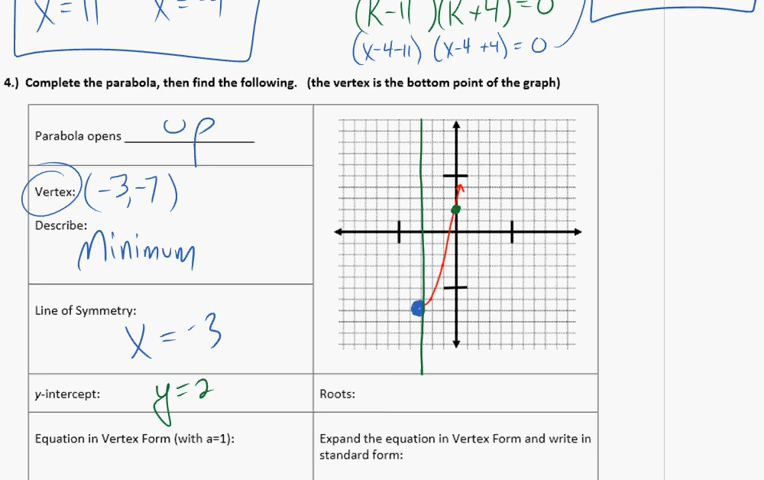 x = 11
(k-11)(k+4)=0
(x-4-11) (x-4+4)=0
4.) Complete the parabola, then find the following. (the vertex is the bottom point of the graph)
Parabola opens up
Vertex: (-3,-7)
Describe:
Minimum
Line of Symmetry:
x = -3
y-intercept: y=2
Roots:
Equation in Vertex Form (with a=1):
Expand the equation in Vertex Form and write in
standard form: